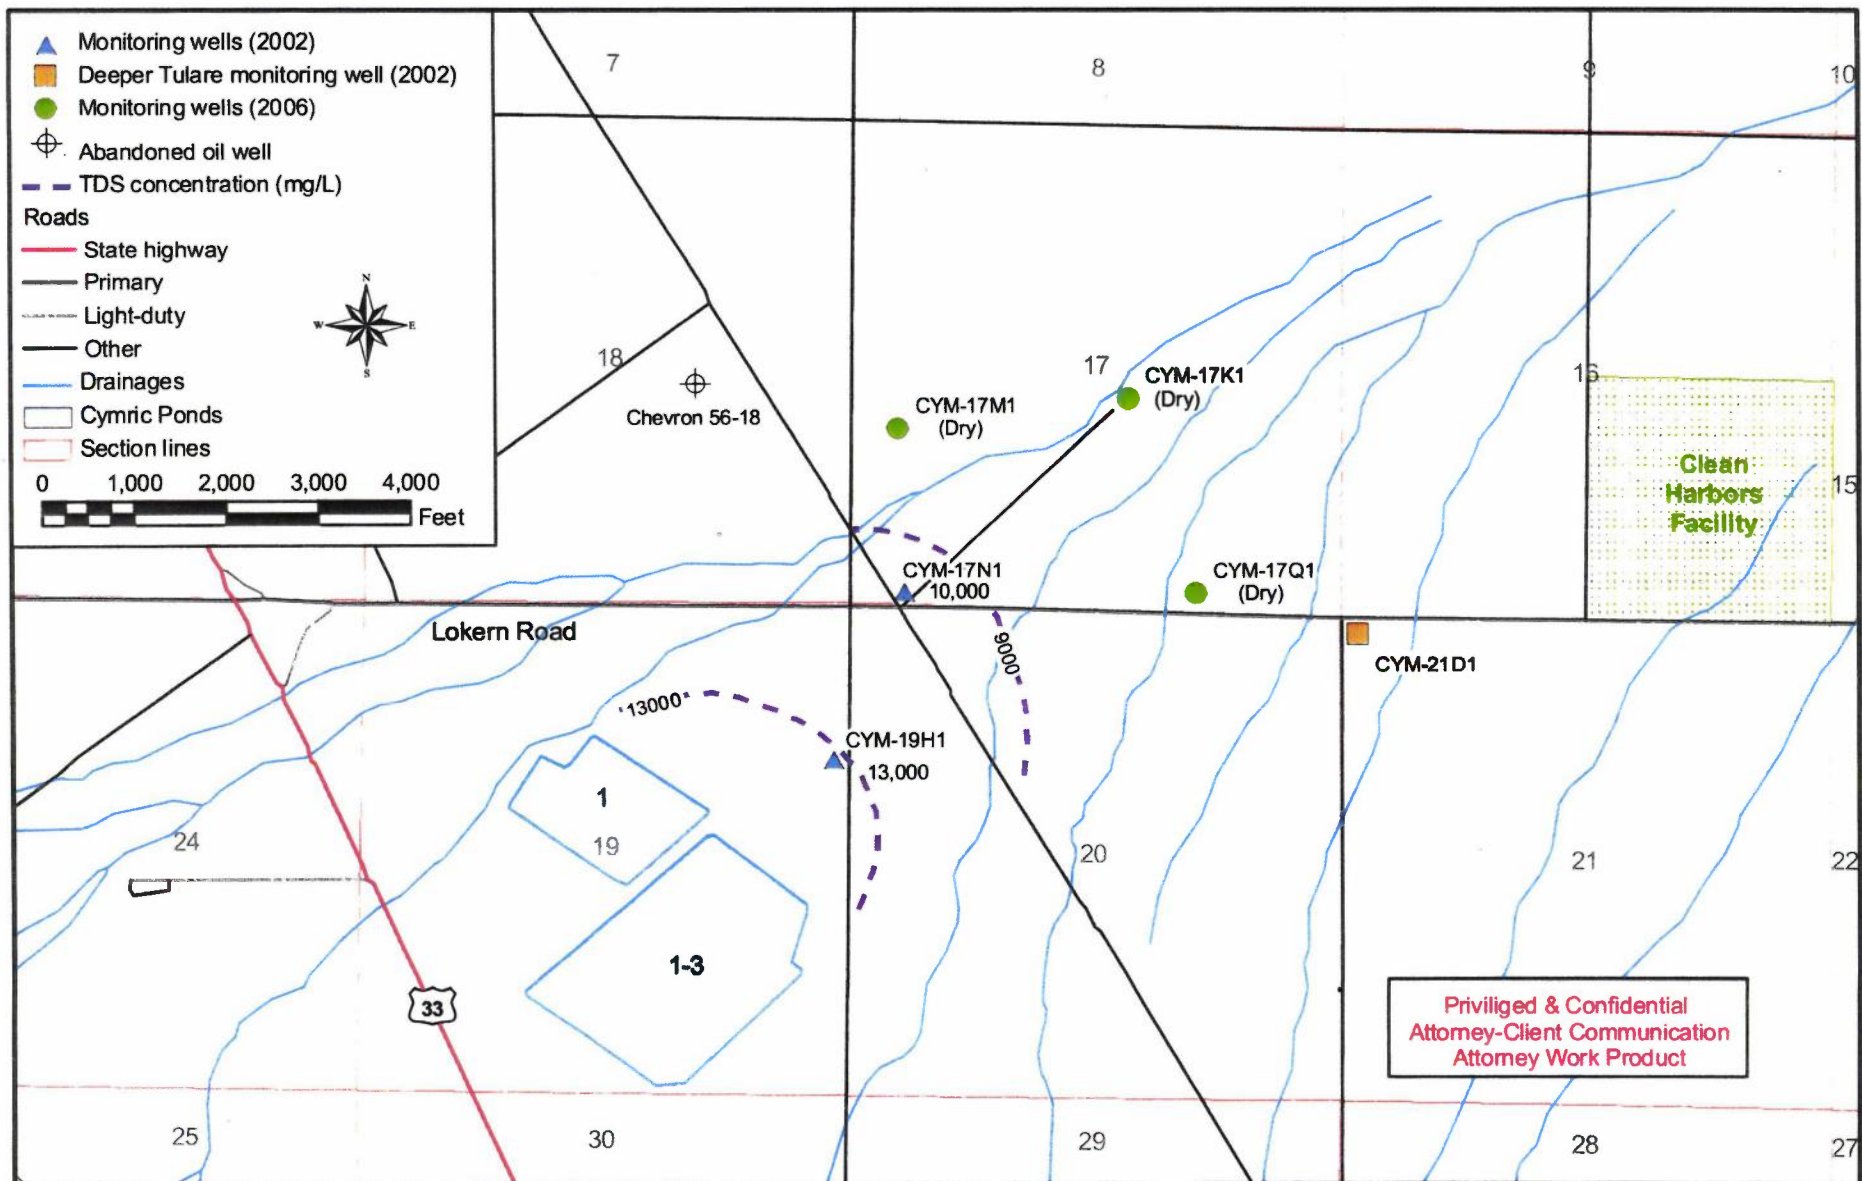 Monitoring wells (2002)
Deeper Tulare monitoring well (2002)
Monitoring wells (2006)
Abandoned oil well
TDS concentration (mg/L)
Roads
State highway
Primary
Light-duty
Other
Drainages
Cymric Ponds
Section lines
N
W
E
S
0 1,000 2,000 3,000 4,000
Feet
7
8
9
10
18
Chevron 56-18
17
16
15
CYM-17M1
(Dry)
CYM-17K1
(Dry)
Clean
Harbors
Facility
CYM-17N1
10,000
CYM-17Q1
(Dry)
Lokern Road
9000
CYM-21D1
13000
CYM-19H1
13,000
1
19
24
20
21
22
1-3
33
Priviliged & Confidential
Attorney-Client Communication
Attorney Work Product
25
30
29
28
27